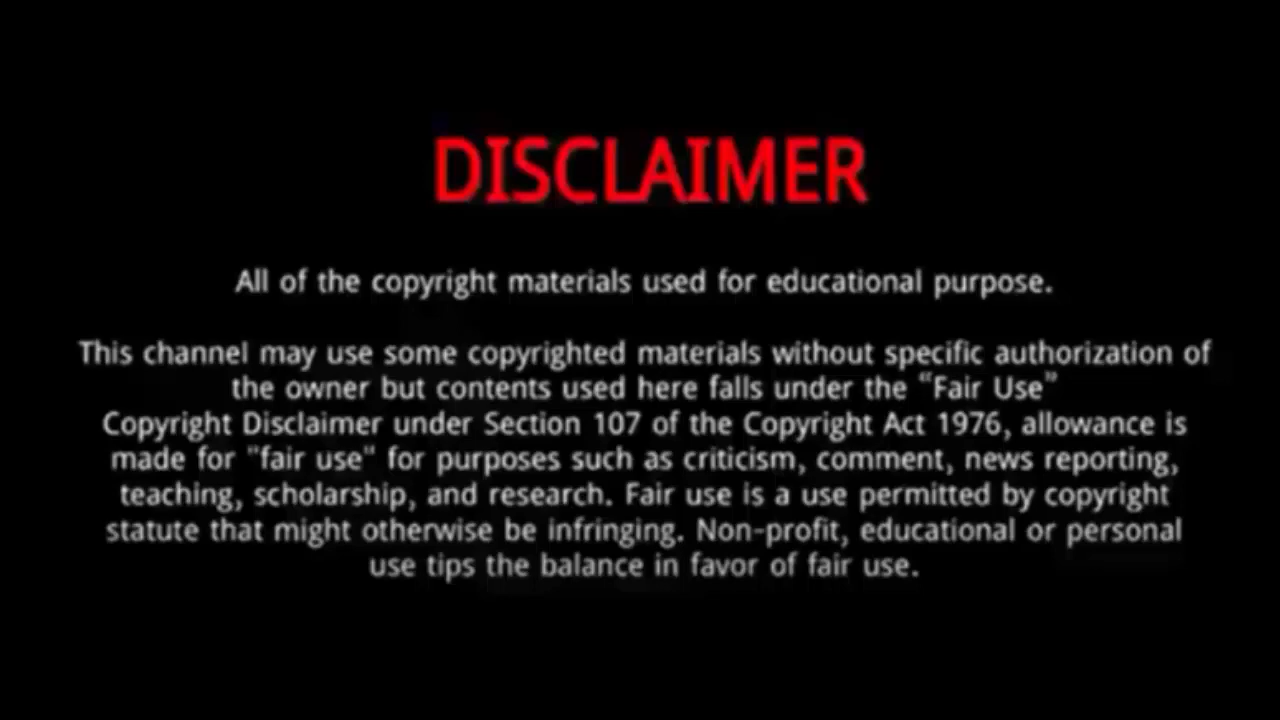 DISCLAIMER
All of the copyright materials used for educational purpose.
This channel may use some copyrighted materials without specific authorization of
the owner but contents used here falls under the “Fair Use”
Copyright Disclaimer under Section 107 of the Copyright Act 1976, allowance is
made for "fair use" for purposes such as criticism, comment, news reporting,
teaching, scholarship, and research. Fair use is a use permitted by copyright
statute that might otherwise be infringing. Non-profit, educational or personal
use tips the balance in favor of fair use.